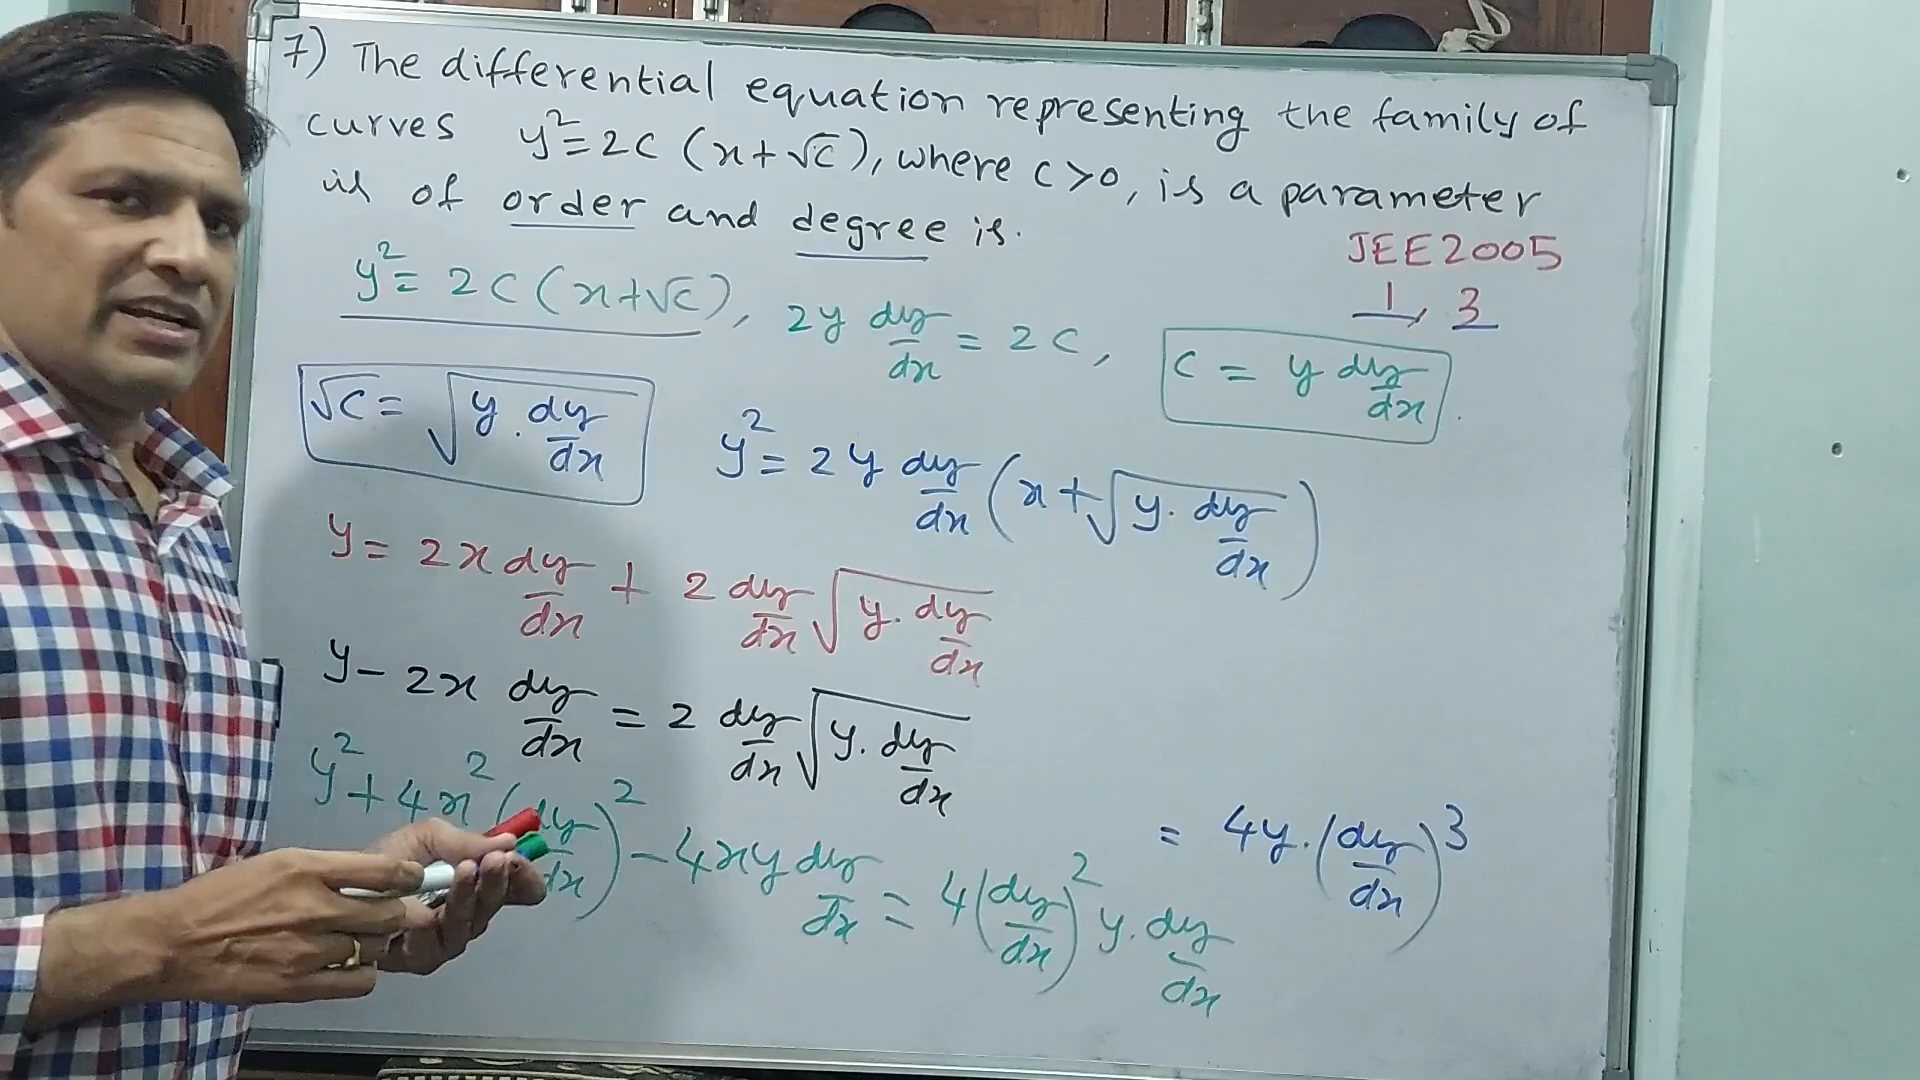 7) The differential equation representing the family of
curves y² = 2c (x + √c), where c > 0, is a parameter
is of order and degree is.
JEE 2005
1, 3
y² = 2c (x + √c), 2y dy/dx = 2c, c = y dy/dx.
√c = √(y. dy/dx) y² = 2y dy/dx (x + √(y. dy/dx))
y = 2x dy/dx + 2 dy/dx √(y. dy/dx)
y - 2x dy/dx = 2 dy/dx √(y. dy/dx)
y² + 4x² (dy/dx)² - 4xy dy/dx = 4(dy/dx)² y. dy/dx
= 4y. (dy/dx)³